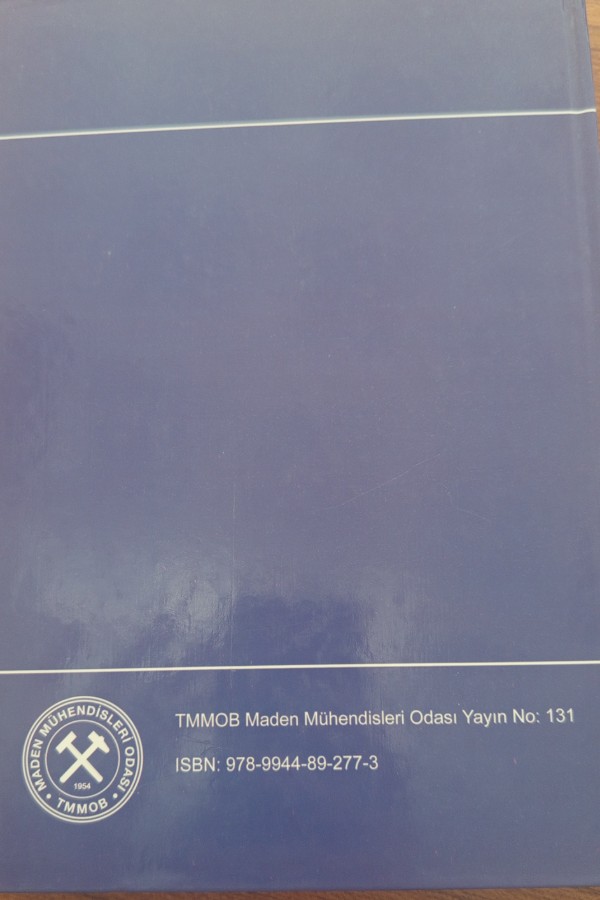 TMMOB Maden Mühendisleri Odası Yayın No: 131
ISBN: 978-9944-89-277-3
MADEN MÜHENDİSLERİ ODASI
1954
• TMMOB •